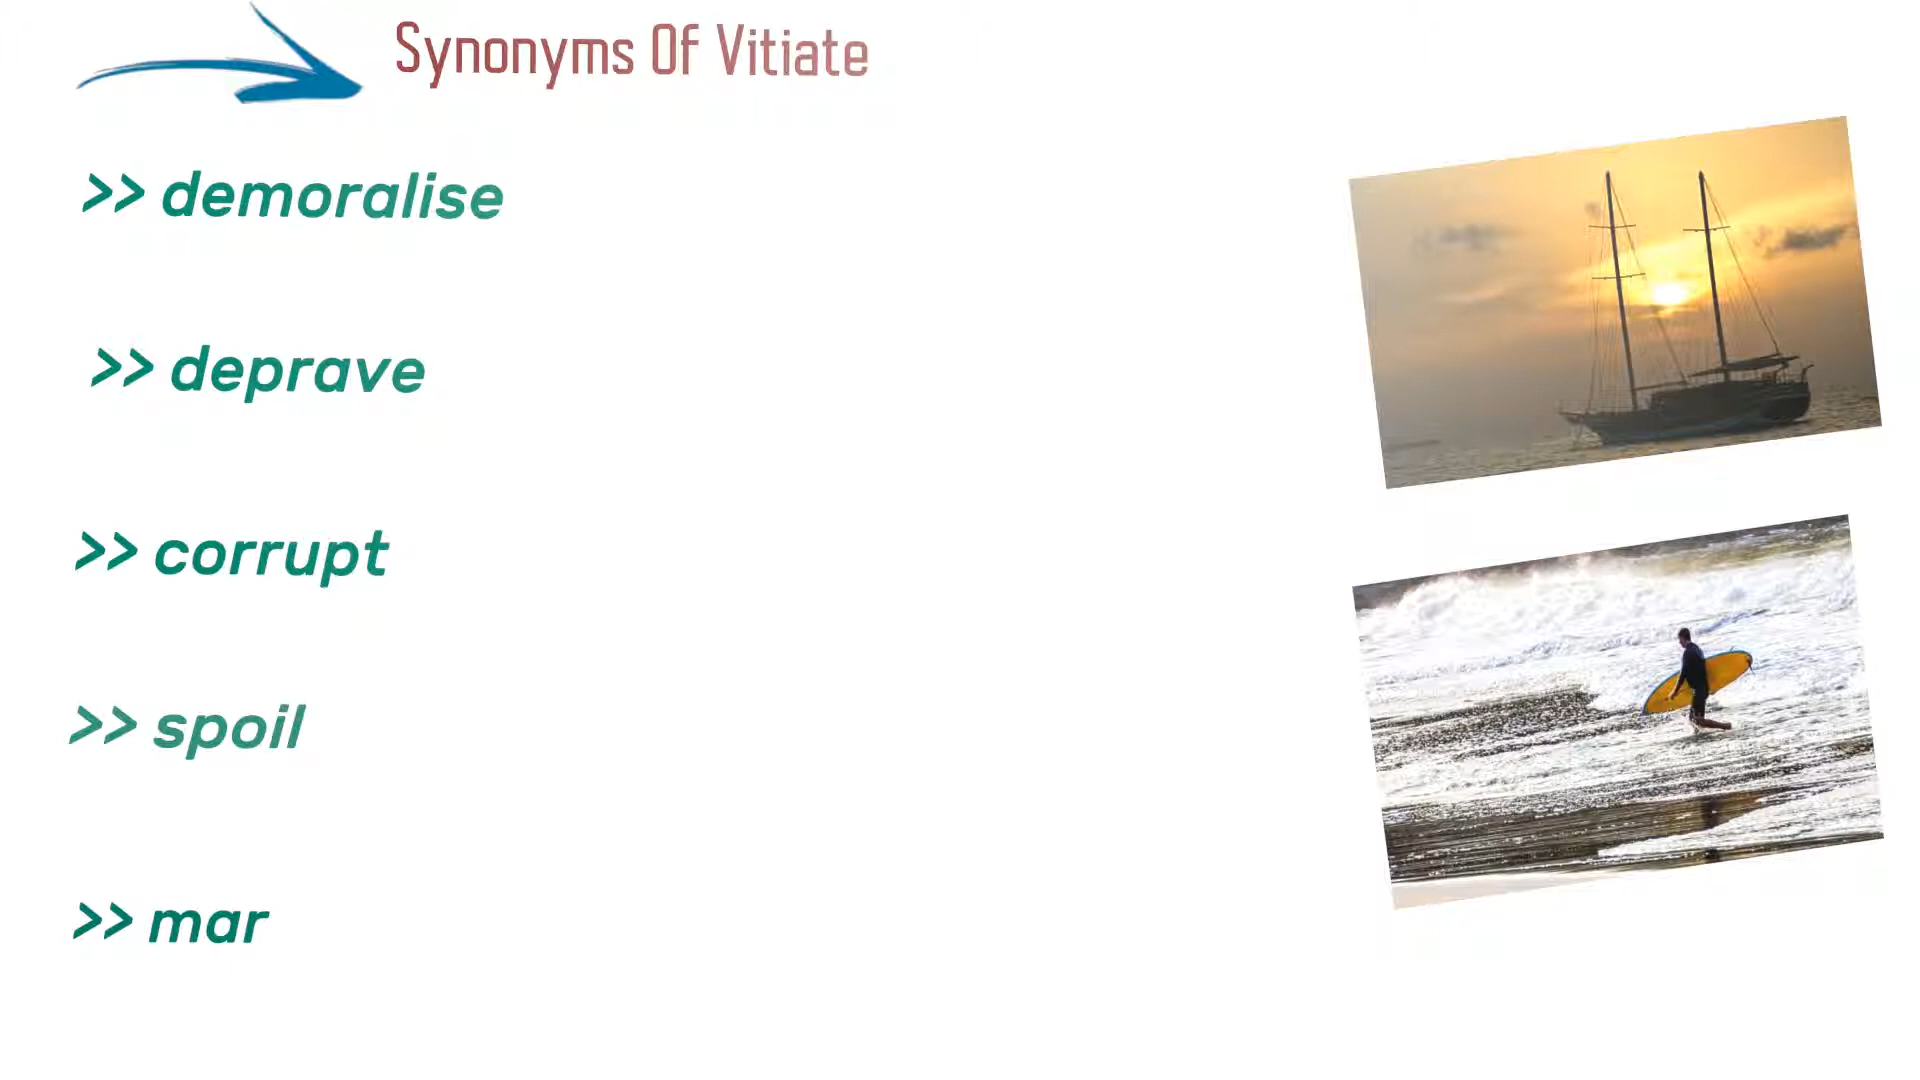 Synonyms Of Vitiate
>> demoralise
>> deprave
>> corrupt
>> spoil
>> mar